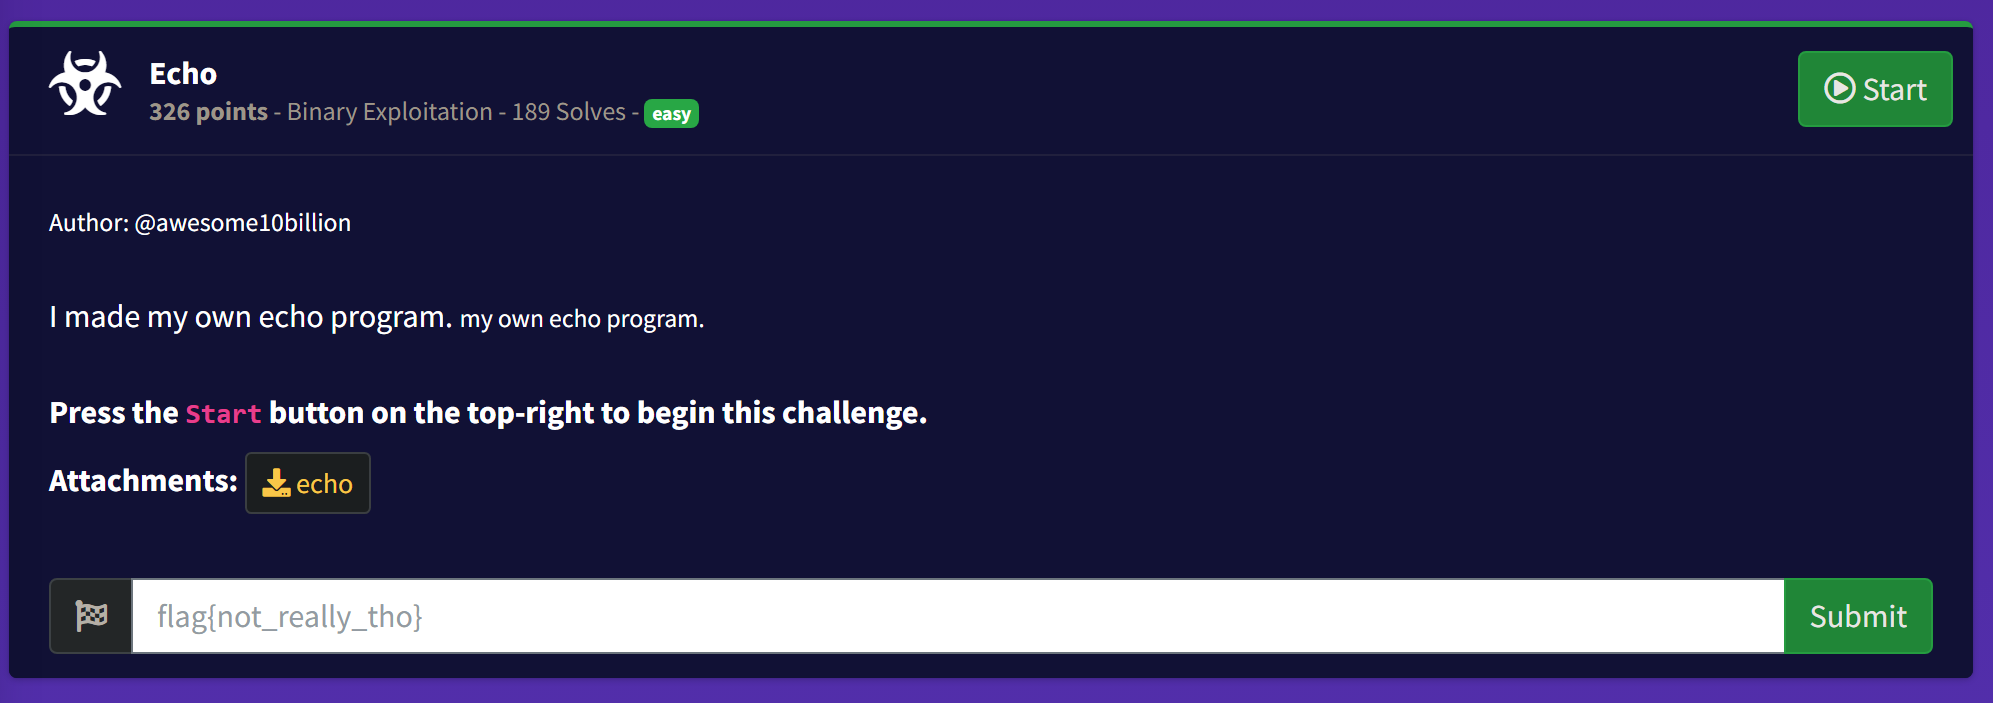 Echo
326 points - Binary Exploitation - 189 Solves - easy
Start
Author: @awesome10billion
I made my own echo program. my own echo program.
Press the Start button on the top-right to begin this challenge.
Attachments: echo
flag{not_really_tho}
Submit